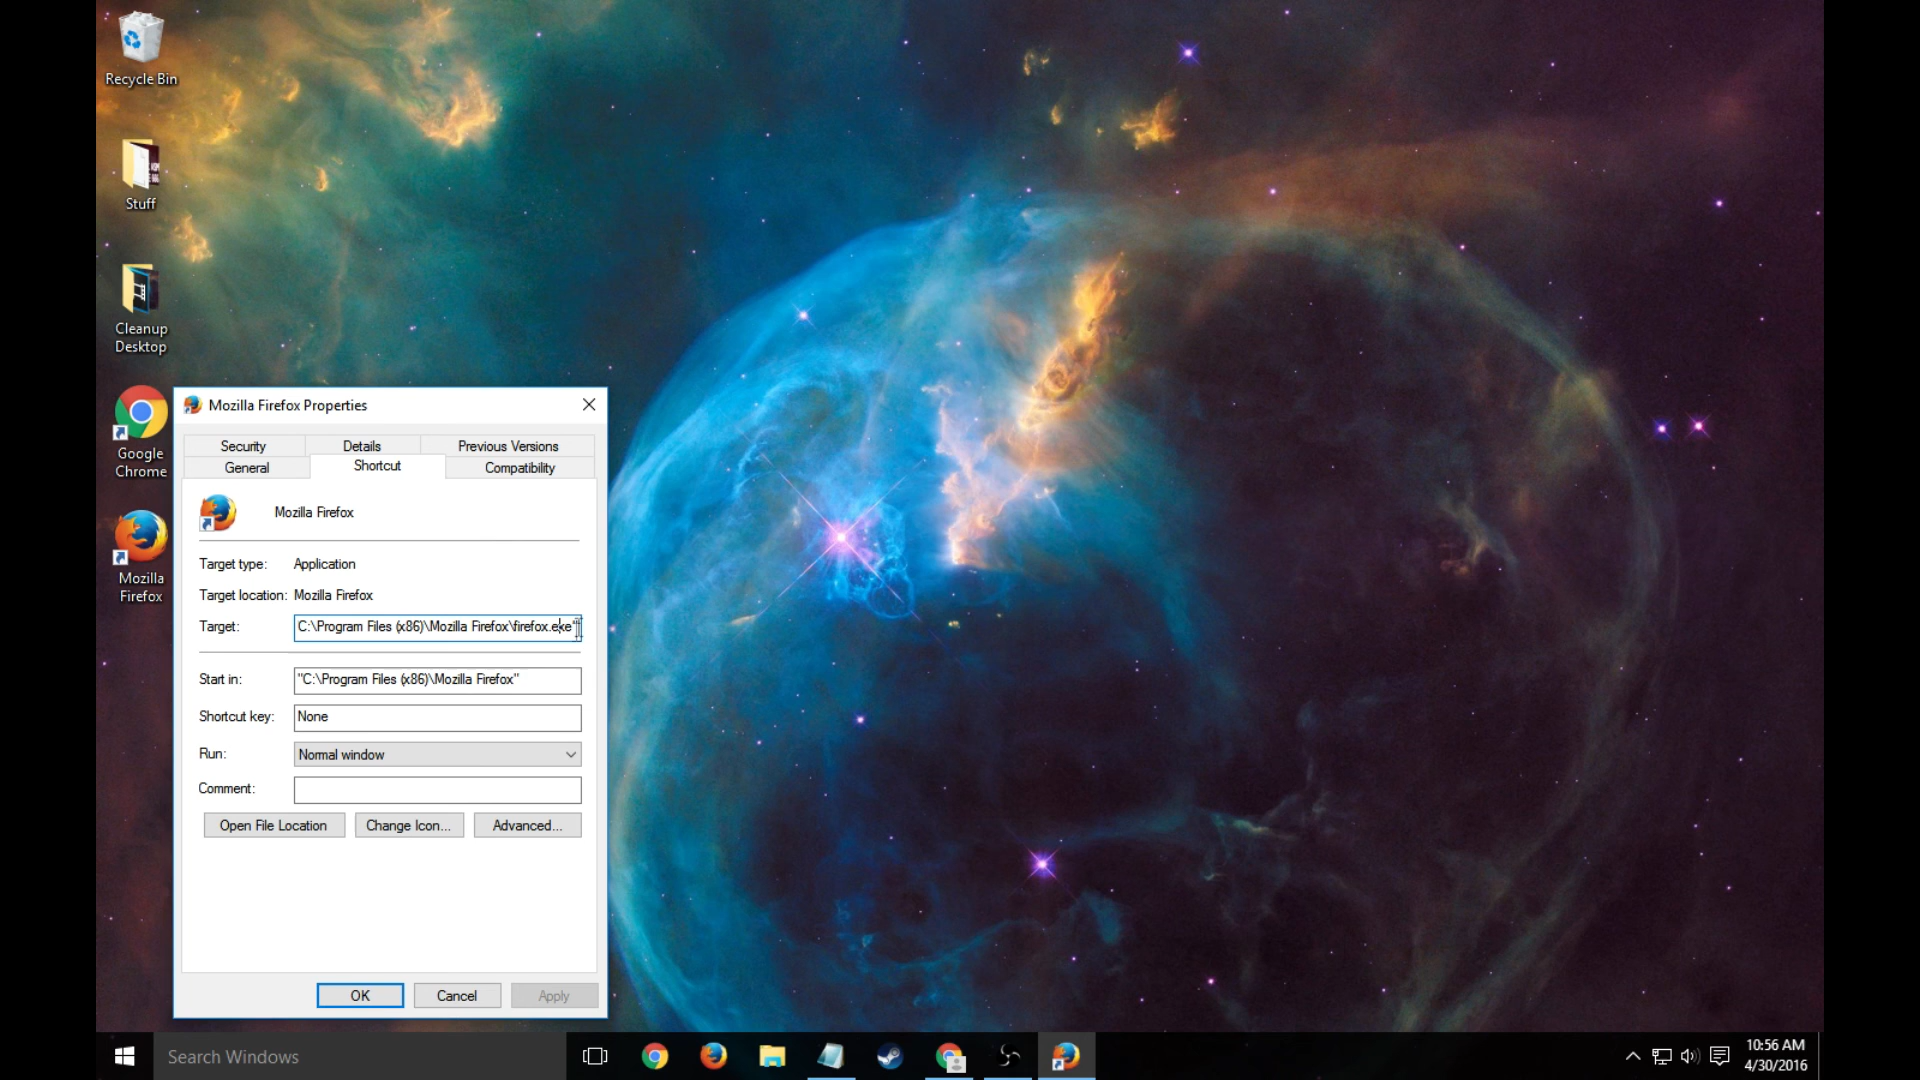 Recycle Bin
Stuff
Cleanup
Desktop
Google
Chrome
Mozilla
Firefox
Mozilla Firefox Properties
Security
Details
Previous Versions
General
Shortcut
Compatibility
Mozilla Firefox
Target type:
Application
Target location:
Mozilla Firefox
Target:
C:\Program Files (x86)\Mozilla Firefox\firefox.exe"
Start in:
"C:\Program Files (x86)\Mozilla Firefox"
Shortcut key:
None
Run:
Normal window
Comment:
Open File Location
Change Icon...
Advanced...
OK
Cancel
Apply
Search Windows
10:56 AM
4/30/2016